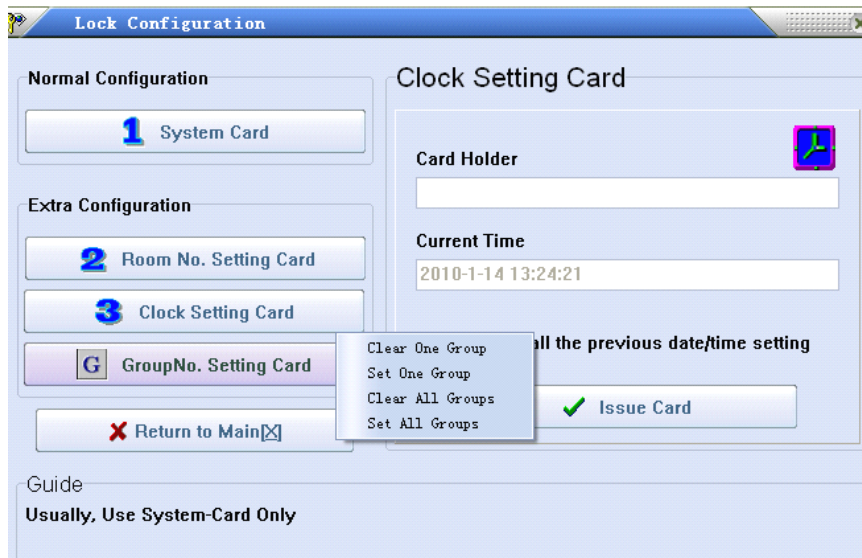 Lock Configuration
Normal Configuration
1 System Card
Extra Configuration
2 Room No. Setting Card
3 Clock Setting Card
G GroupNo. Setting Card
Return to Main[X]
Clear One Group
Set One Group
Clear All Groups
Set All Groups
Clock Setting Card
Card Holder
Current Time
2010-1-14 13:24:21
all the previous date/time setting
Issue Card
Guide
Usually, Use System-Card Only